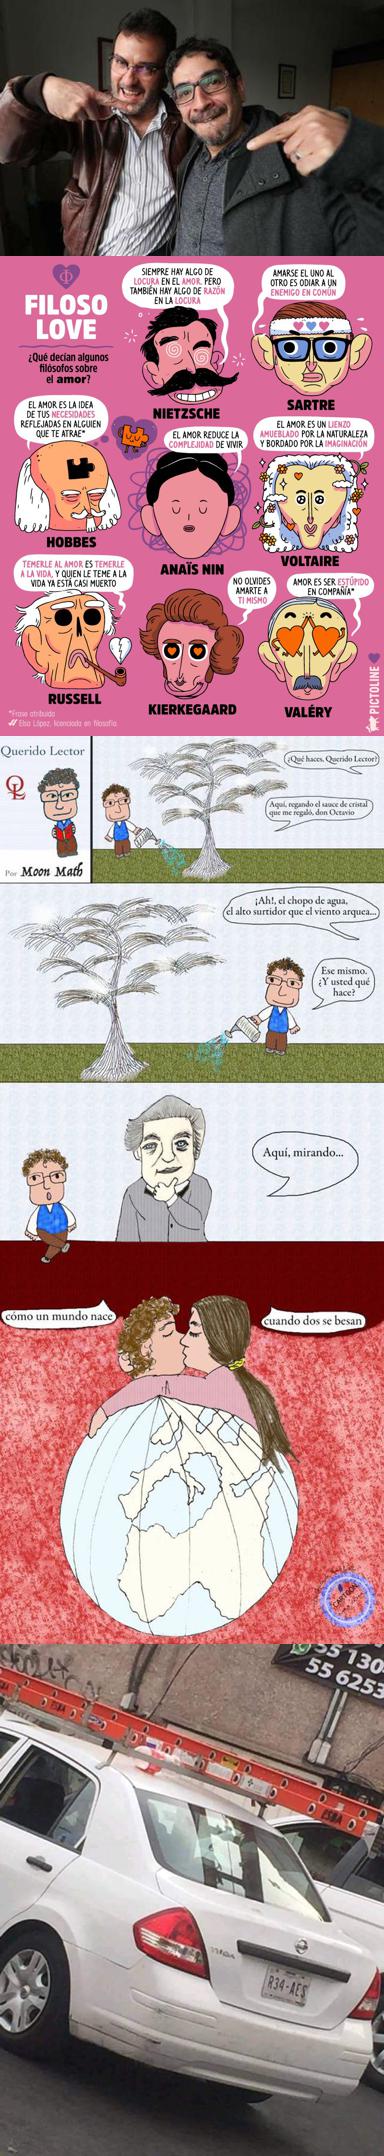 FILOSO
LOVE
¿Qué decían algunos
filósofos sobre
el amor?
SIEMPRE HAY ALGO DE
LOCURA EN EL AMOR, PERO
TAMBIÉN HAY ALGO DE RAZÓN
EN LA LOCURA
NIETZSCHE
AMARSE EL UNO AL
OTRO ES ODIAR A UN
ENEMIGO EN COMÚN
SARTRE
EL AMOR ES LA IDEA
DE TUS NECESIDADES
REFLEJADAS EN ALGUIEN
QUE TE ATRAE*
HOBBES
EL AMOR REDUCE LA
COMPLEJIDAD DE VIVIR
ANAÏS NIN
EL AMOR ES UN LIENZO
AMUEBLADO POR LA NATURALEZA
Y BORDADO POR LA IMAGINACIÓN
VOLTAIRE
TEMERLE AL AMOR ES TEMERLE
A LA VIDA, Y QUIEN LE TEME A LA
VIDA YA ESTÁ CASI MUERTO
RUSSELL
NO OLVIDES
AMARTE A
TI MISMO
KIERKEGAARD
AMOR ES SER ESTÚPIDO
EN COMPAÑÍA*
VALÉRY
*Frase atribuida
Elsa López, licenciada en filosofía
PICTOLINE
Querido Lector
QL
Por Moon Math
¿Qué haces, Querido Lector?
Aquí, regando el sauce de cristal
que me regaló, don Octavio
¡Ah!, el chopo de agua,
el alto surtidor que el viento arquea...
Ese mismo.
¿Y usted qué
hace?
Aquí, mirando...
cómo un mundo nace
cuando dos se besan
CARTOON
55 130
55 6253
R34-AES